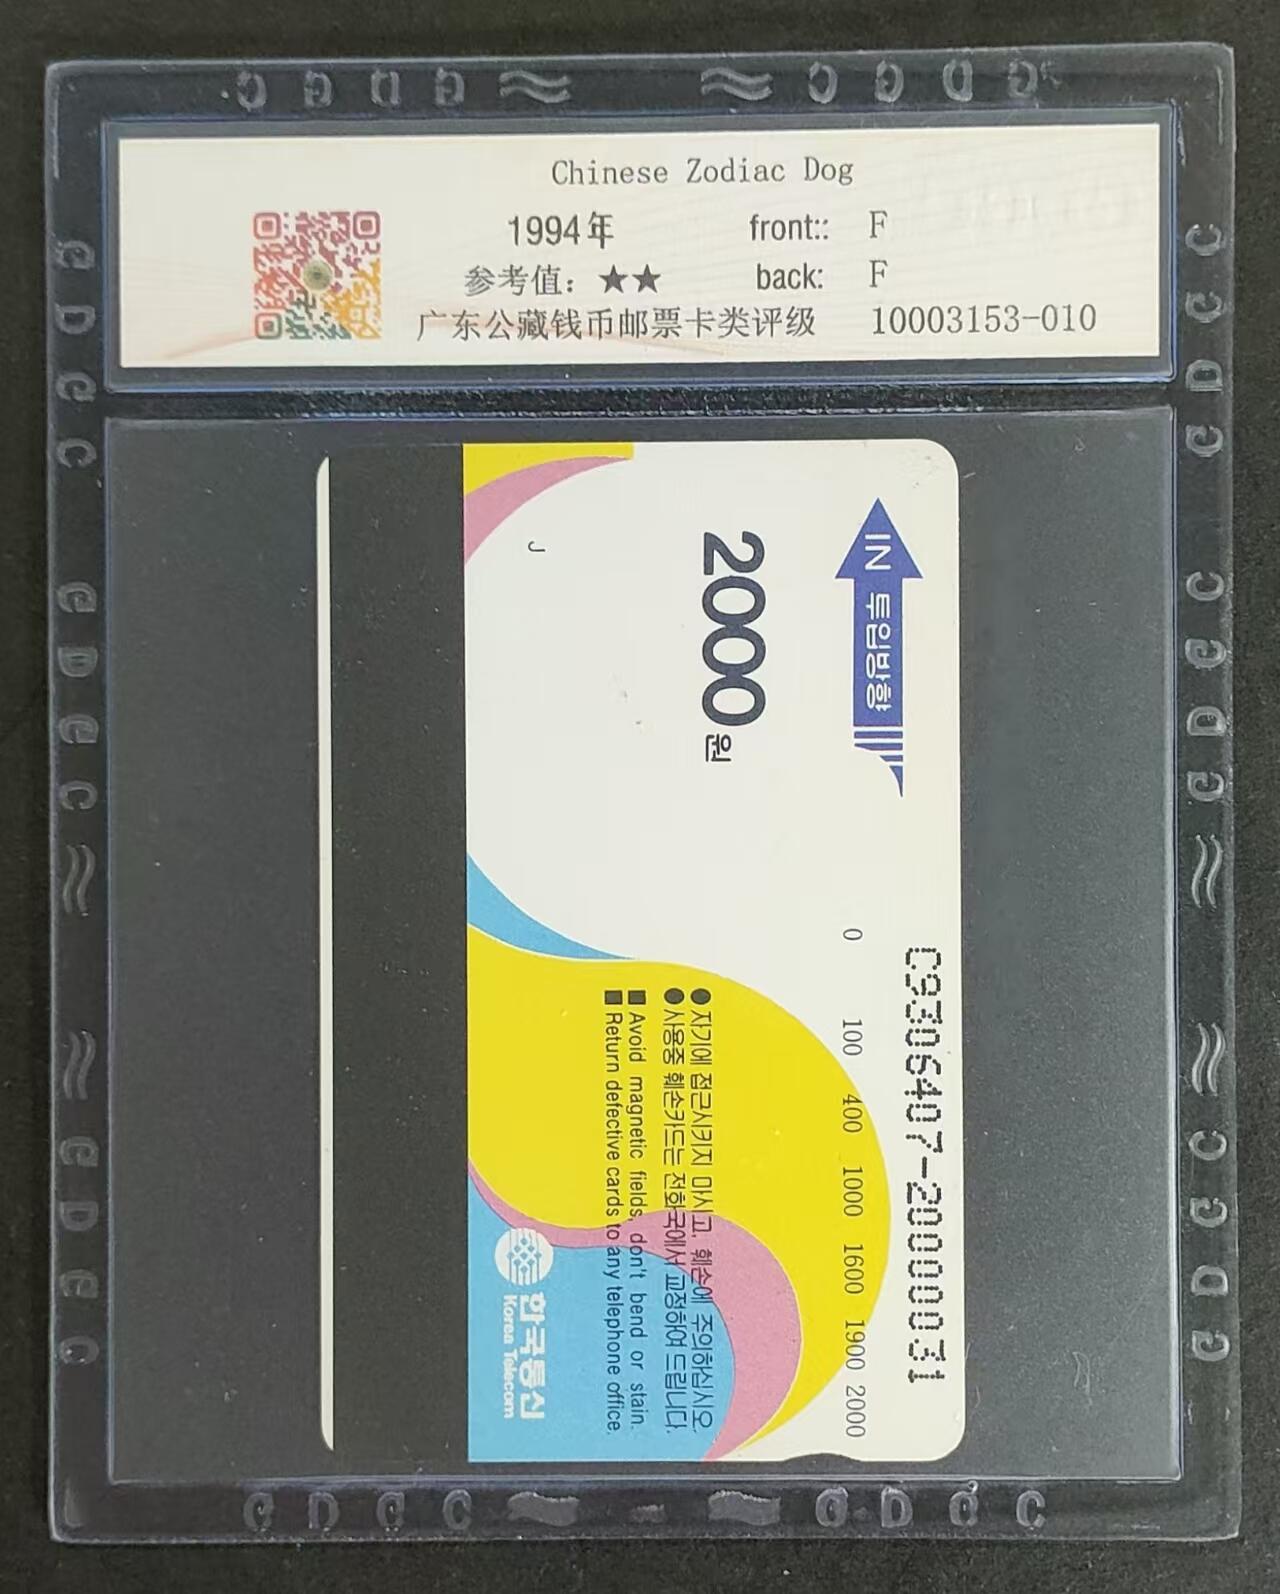 Chinese Zodiac Dog
1994年 front:: F
参考值：★★ back: F
广东公藏钱币邮票卡类评级 10003153-010
IN 투입방향
2000원
J
0 100 400 1000 1600 1900 2000
C9306407-20000031
●자기에 접근시키지 마시고, 훼손에 주의하십시오.
●사용중 훼손카드는 전화국에서 교정하여 드립니다.
■Avoid magnetic fields, don't bend or stain.
■Return defective cards to any telephone office.
한국통신
Korea Telecom